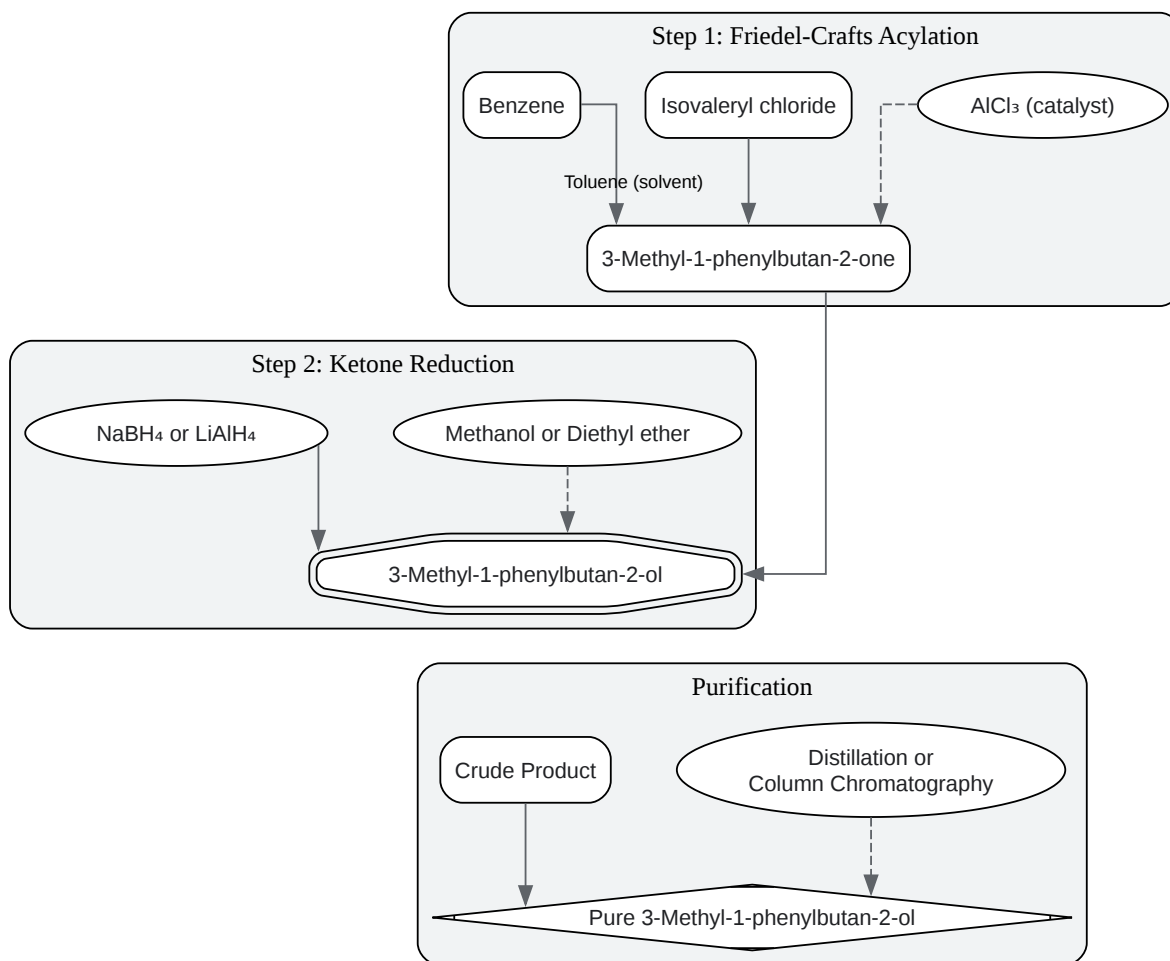 Step 1: Friedel-Crafts Acylation
Benzene
Isovaleryl chloride
AlCl₃ (catalyst)
Toluene (solvent)
3-Methyl-1-phenylbutan-2-one
Step 2: Ketone Reduction
NaBH₄ or LiAlH₄
Methanol or Diethyl ether
3-Methyl-1-phenylbutan-2-ol
Purification
Crude Product
Distillation or
Column Chromatography
Pure 3-Methyl-1-phenylbutan-2-ol